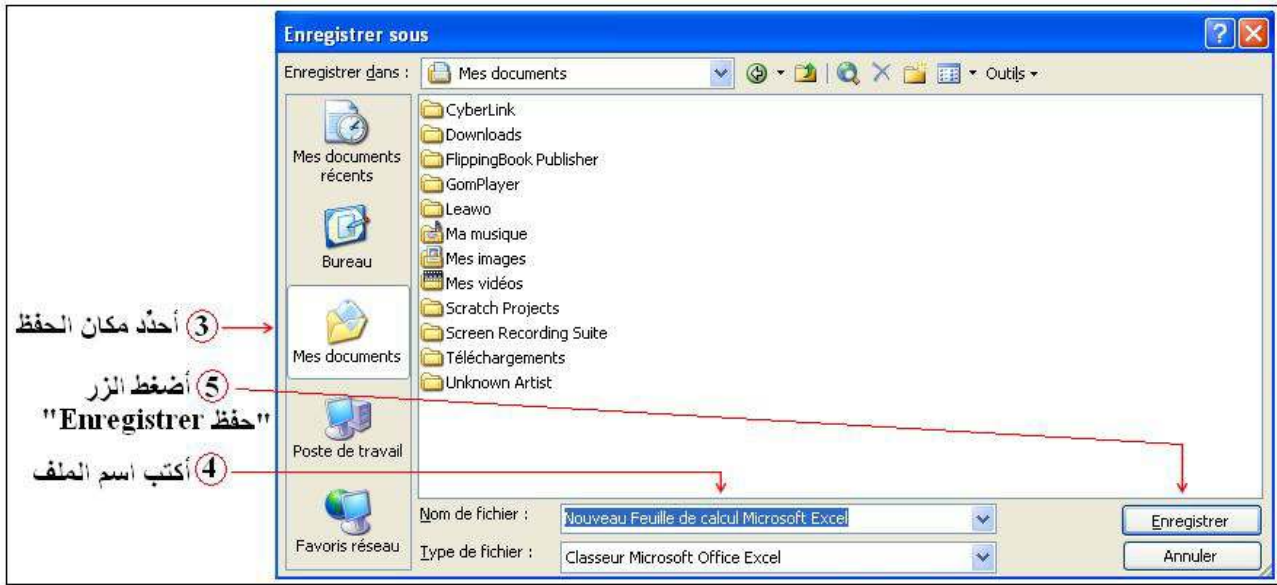 Enregistrer sous
Enregistrer dans :
Mes documents
Outils
Mes documents
récents
Bureau
Mes documents
Poste de travail
Favoris réseau
CyberLink
Downloads
FlippingBook Publisher
GomPlayer
Leawo
Ma musique
Mes images
Mes vidéos
Scratch Projects
Screen Recording Suite
Téléchargements
Unknown Artist
3 أحدّد مكان الحفظ
5 أضغط الزر
"حفظ Enregistrer"
4 أكتب اسم الملف
Nom de fichier :
Nouveau Feuille de calcul Microsoft Excel
Enregistrer
Type de fichier :
Classeur Microsoft Office Excel
Annuler